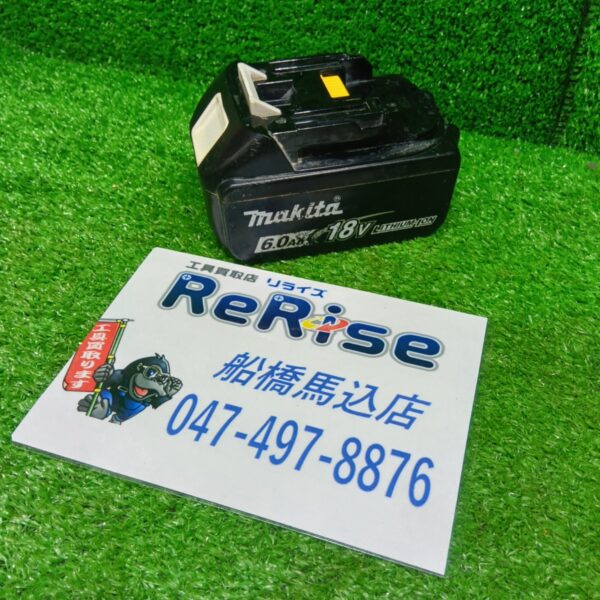 makita®
6.0Ah 18V LITHIUM-ION
工具買取店 リライズ
ReRise
工具買取ります
船橋馬込店
047-497-8876